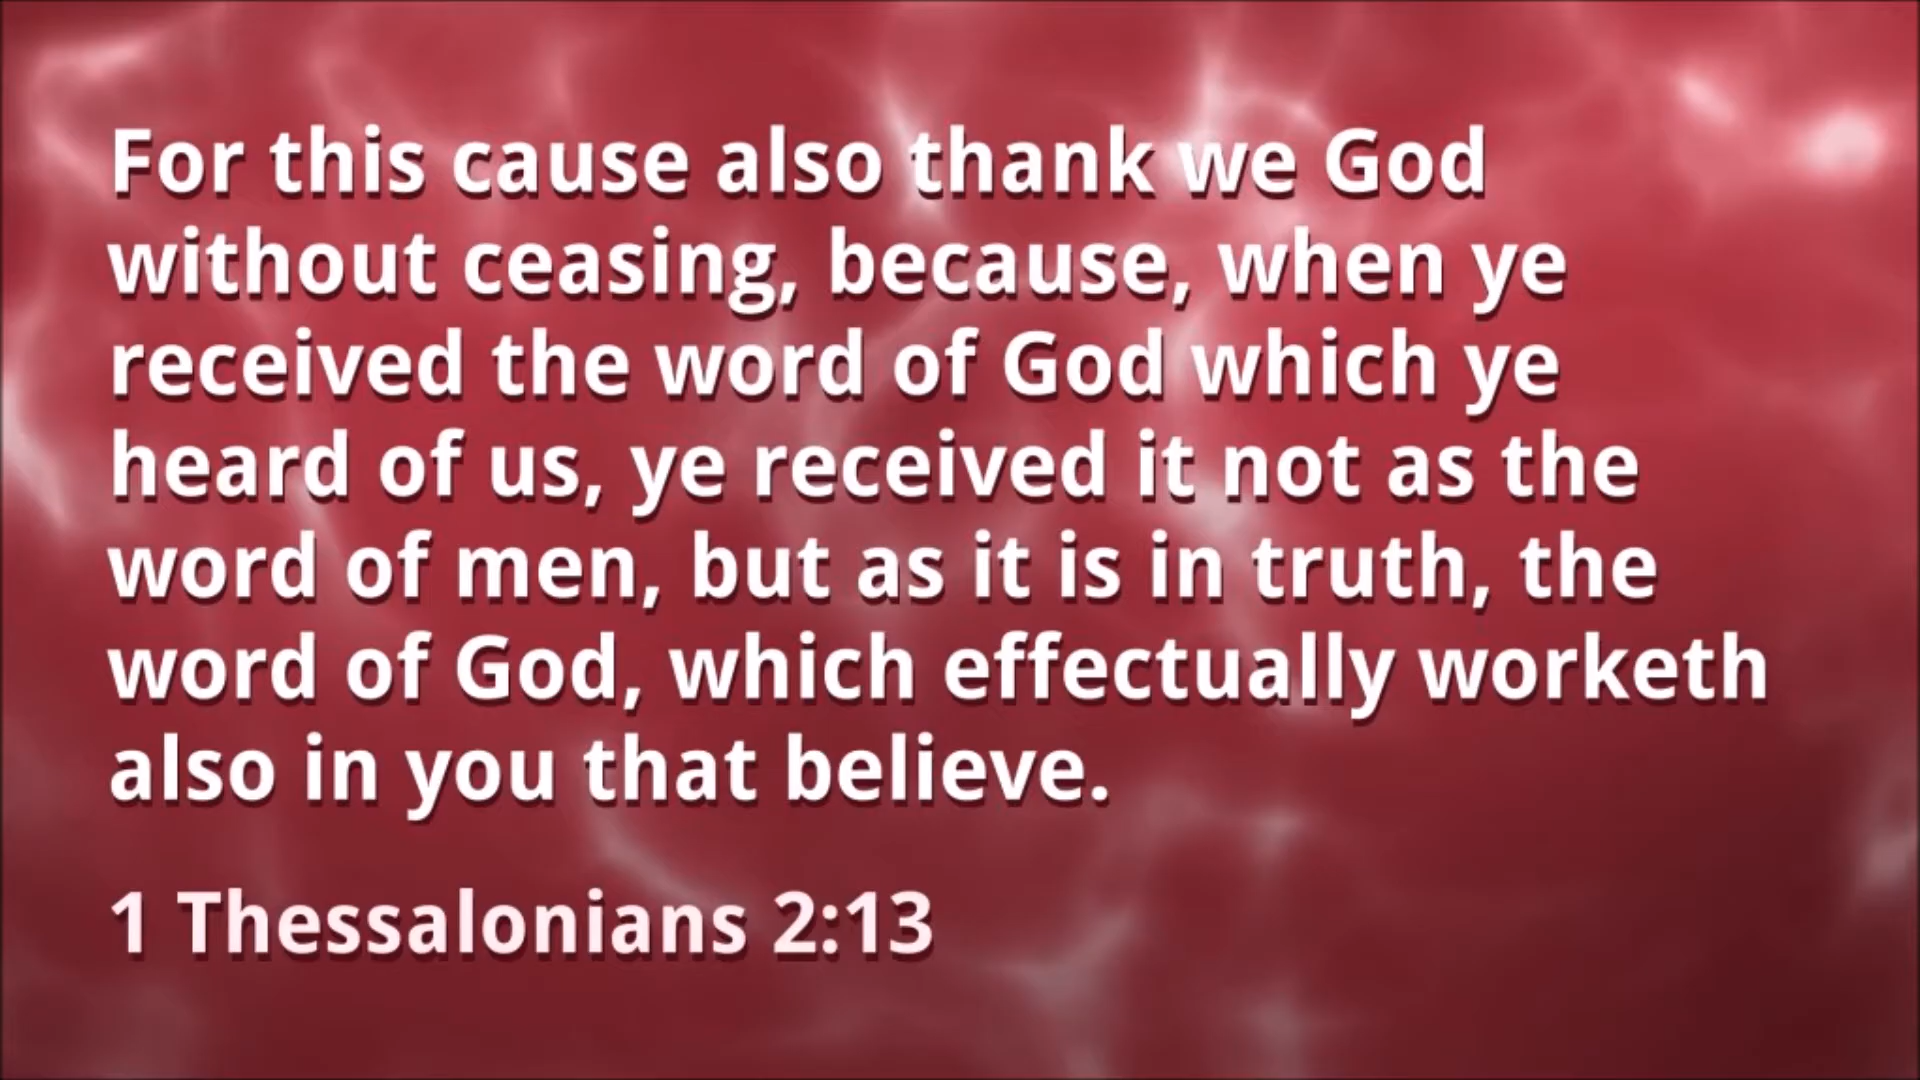 For this cause also thank we God
without ceasing, because, when ye
received the word of God which ye
heard of us, ye received it not as the
word of men, but as it is in truth, the
word of God, which effectually worketh
also in you that believe.
1 Thessalonians 2:13